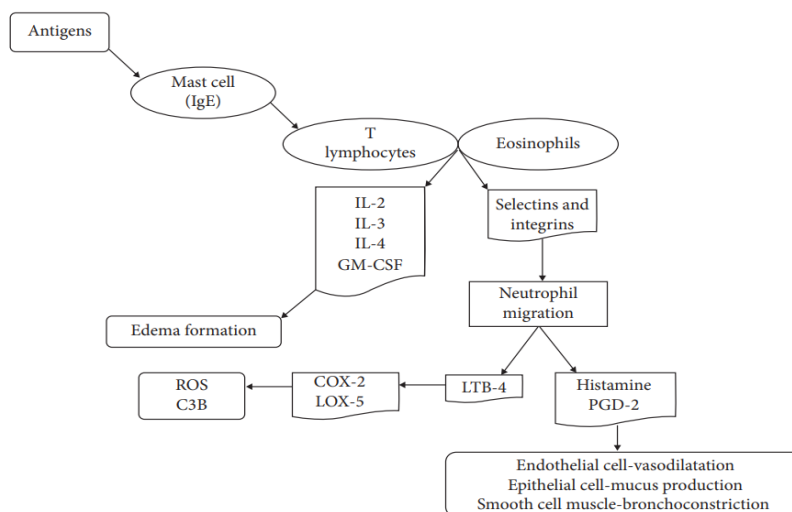 Antigens
Mast cell
(IgE)
T
lymphocytes
Eosinophils
IL-2
IL-3
IL-4
GM-CSF
Selectins and
integrins
Neutrophil
migration
Edema formation
ROS
C3B
COX-2
LOX-5
LTB-4
Histamine
PGD-2
Endothelial cell-vasodilatation
Epithelial cell-mucus production
Smooth cell muscle-bronchoconstriction